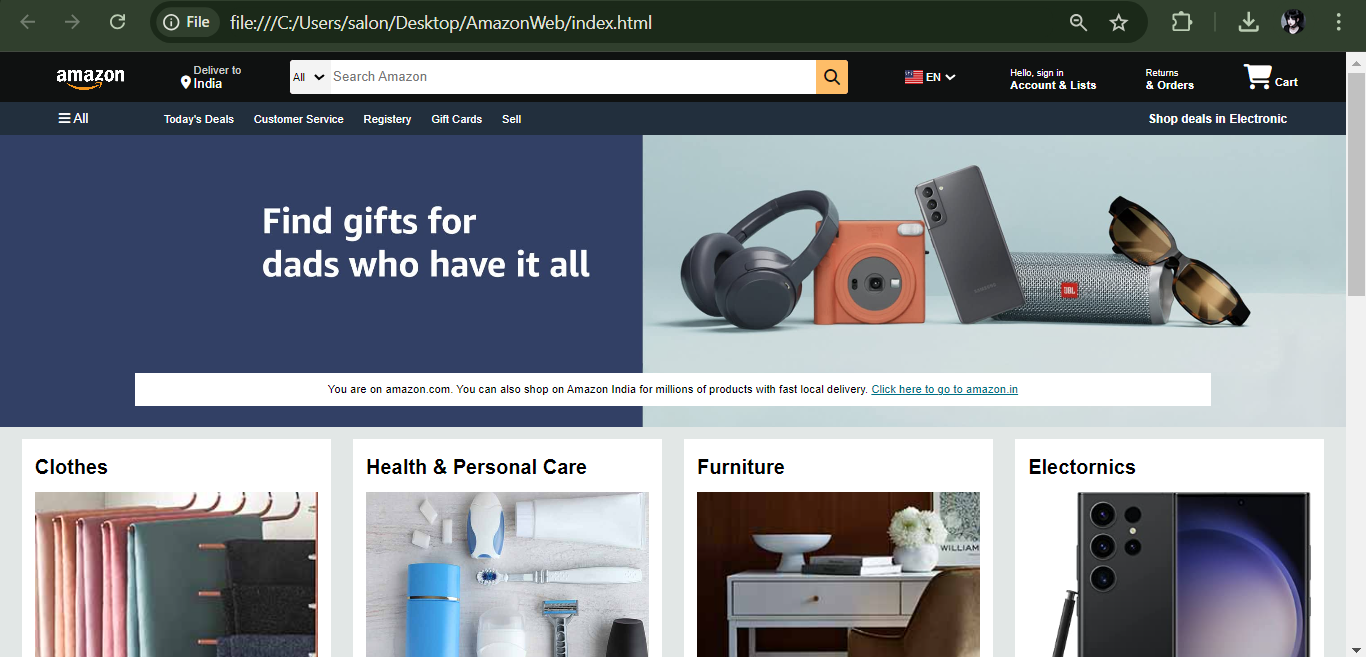 File file:///C:/Users/salon/Desktop/AmazonWeb/index.html
amazon
Deliver to
India
All Search Amazon
EN
Hello, sign in
Account & Lists
Returns
& Orders
Cart
All Today's Deals Customer Service Registery Gift Cards Sell Shop deals in Electronic
Find gifts for
dads who have it all
SAMSUNG
JBL
You are on amazon.com. You can also shop on Amazon India for millions of products with fast local delivery. Click here to go to amazon.in
Clothes Health & Personal Care Furniture Electornics
WILLIAM